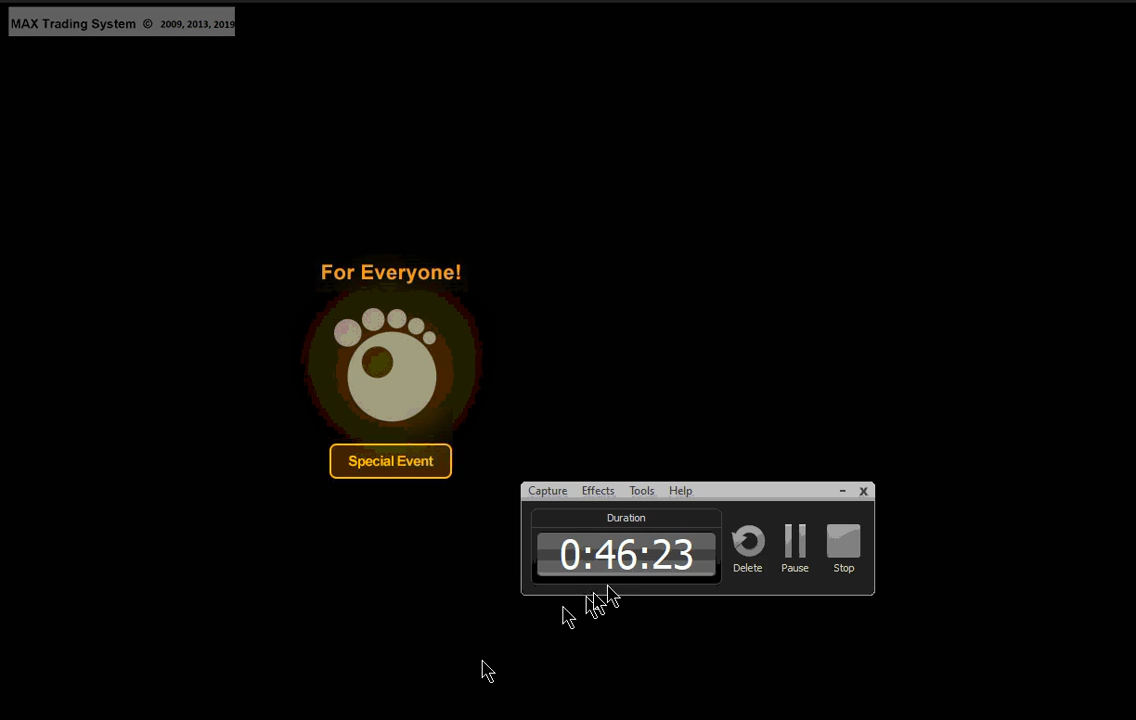 MAX Trading System © 2009, 2013, 2019
For Everyone!
Special Event
Capture Effects Tools Help
Duration
0:46:23
Delete Pause Stop